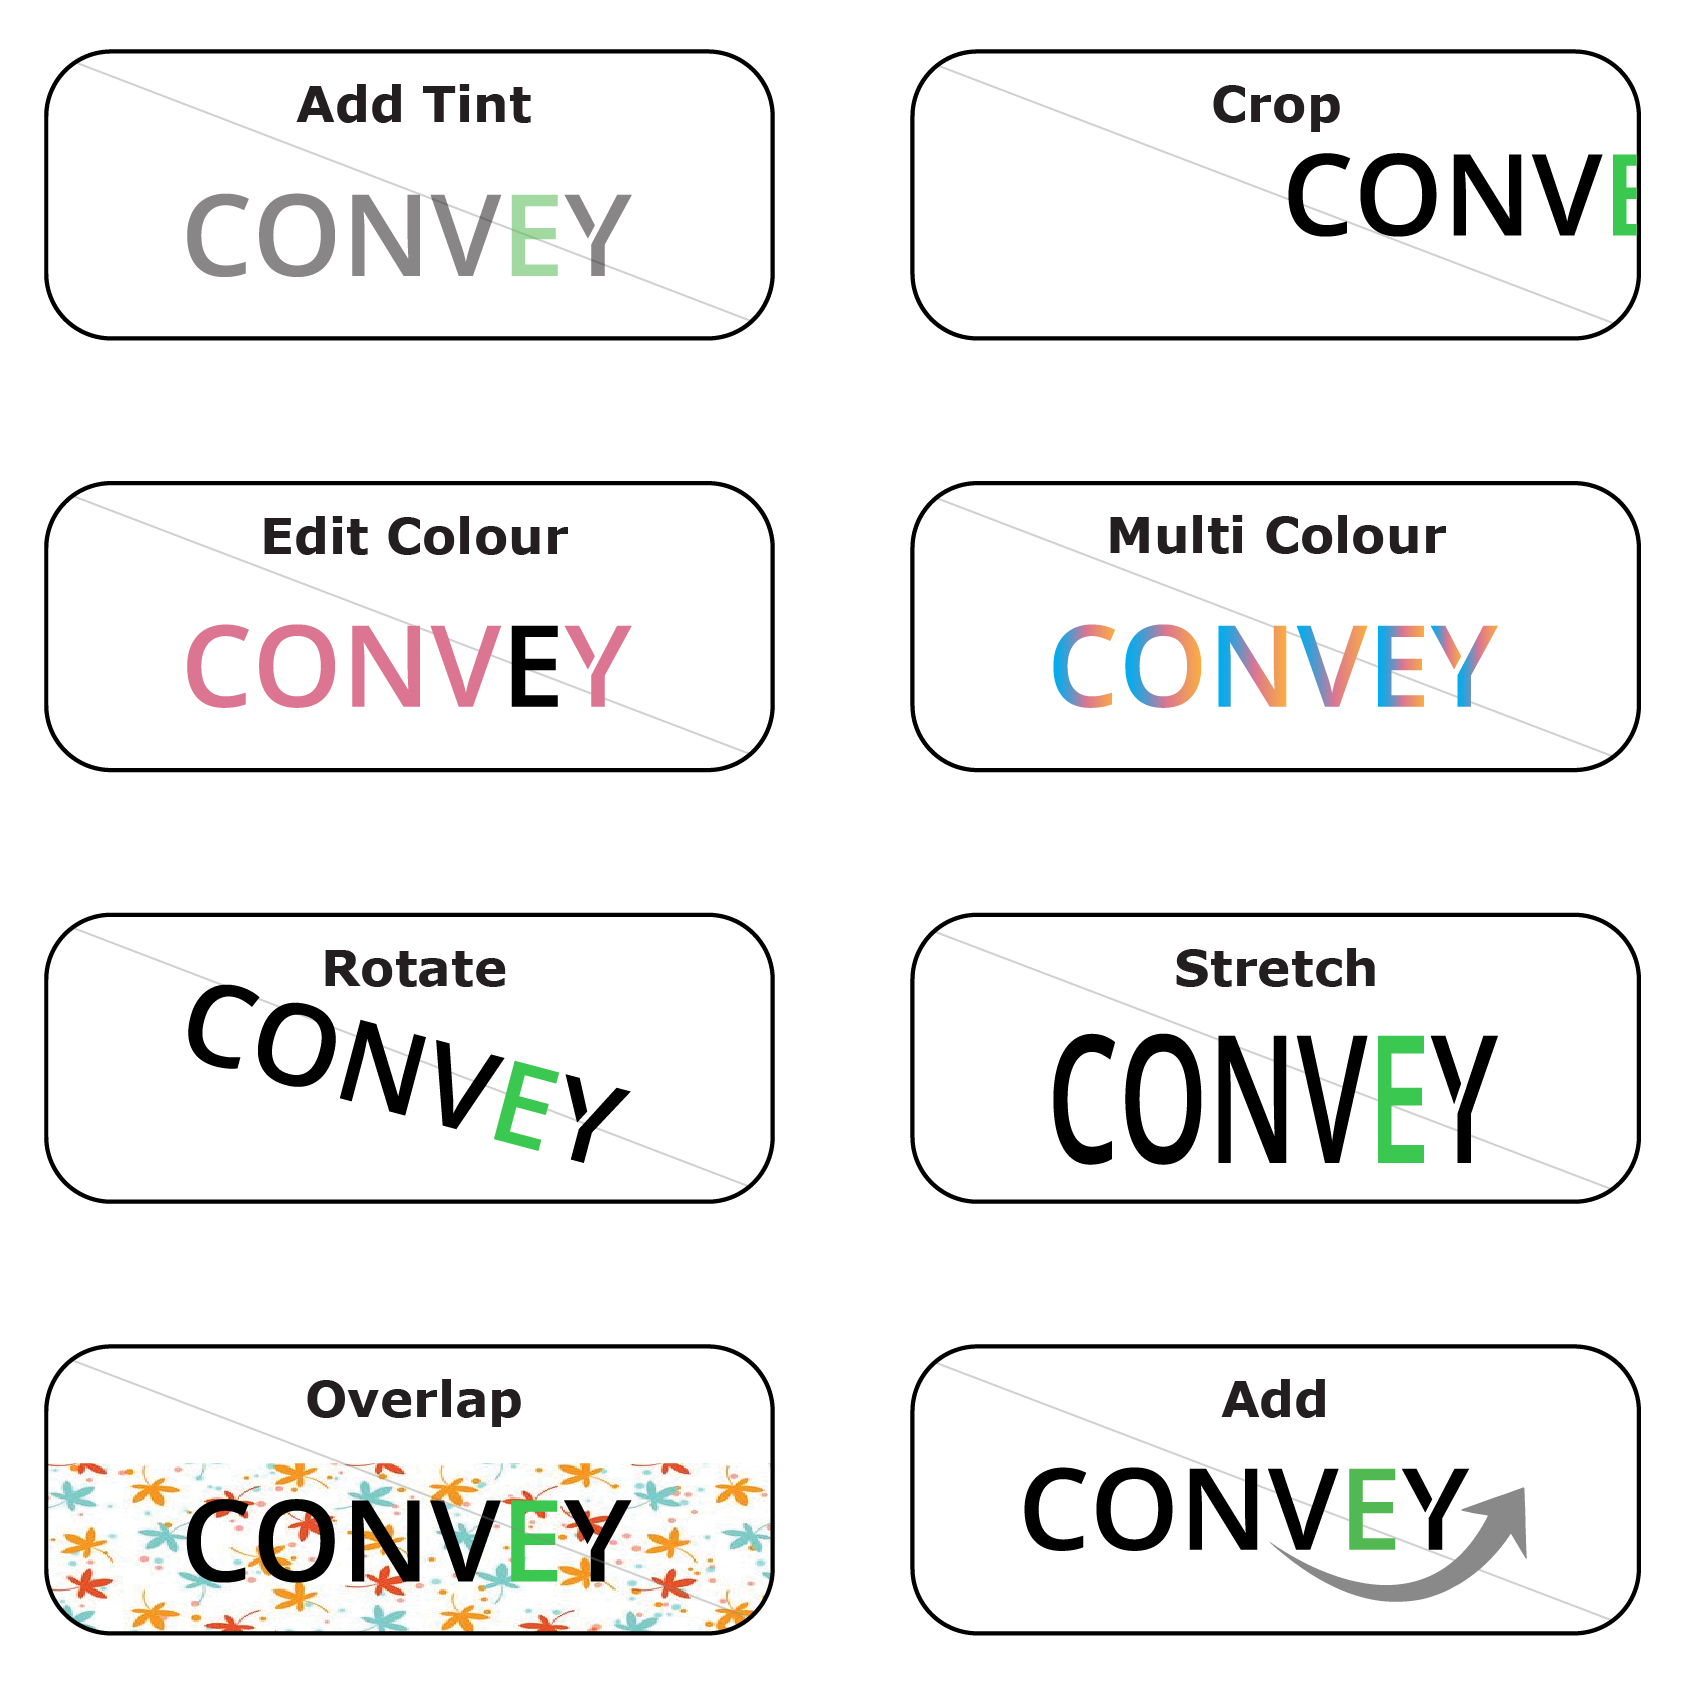 Add Tint
CONVEY
Crop
CONVE
Edit Colour
CONVEY
Multi Colour
CONVEY
Rotate
CONVEY
Stretch
CONVEY
Overlap
CONVEY
Add
CONVEY